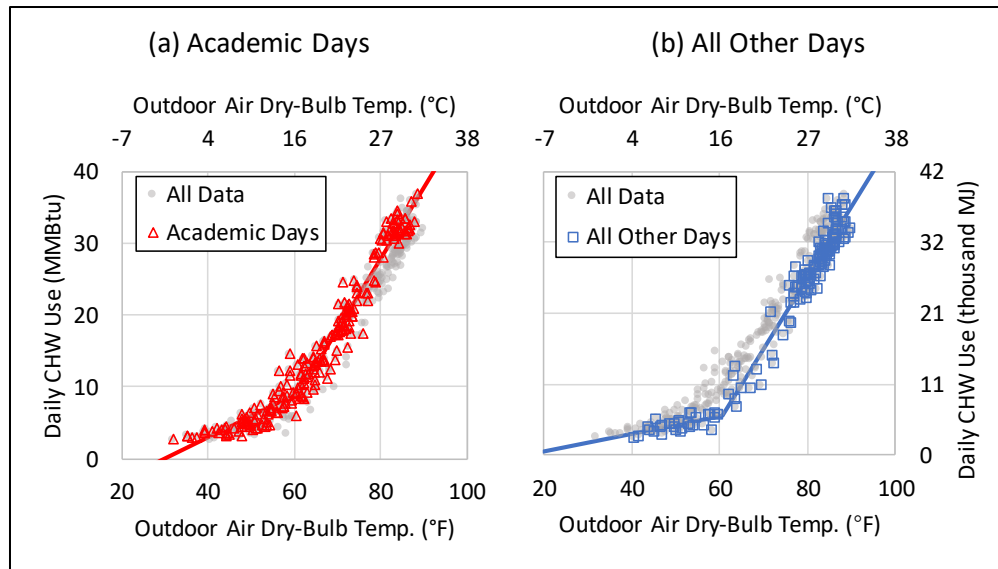 (a) Academic Days
Outdoor Air Dry-Bulb Temp. (°C)
-7 4 16 27 38
40
30
20
10
0
Daily CHW Use (MMBtu)
All Data
Academic Days
20 40 60 80 100
Outdoor Air Dry-Bulb Temp. (°F)
(b) All Other Days
Outdoor Air Dry-Bulb Temp. (°C)
-7 4 16 27 38
All Data
All Other Days
42
32
21
11
0
Daily CHW Use (thousand MJ)
20 40 60 80 100
Outdoor Air Dry-Bulb Temp. (°F)